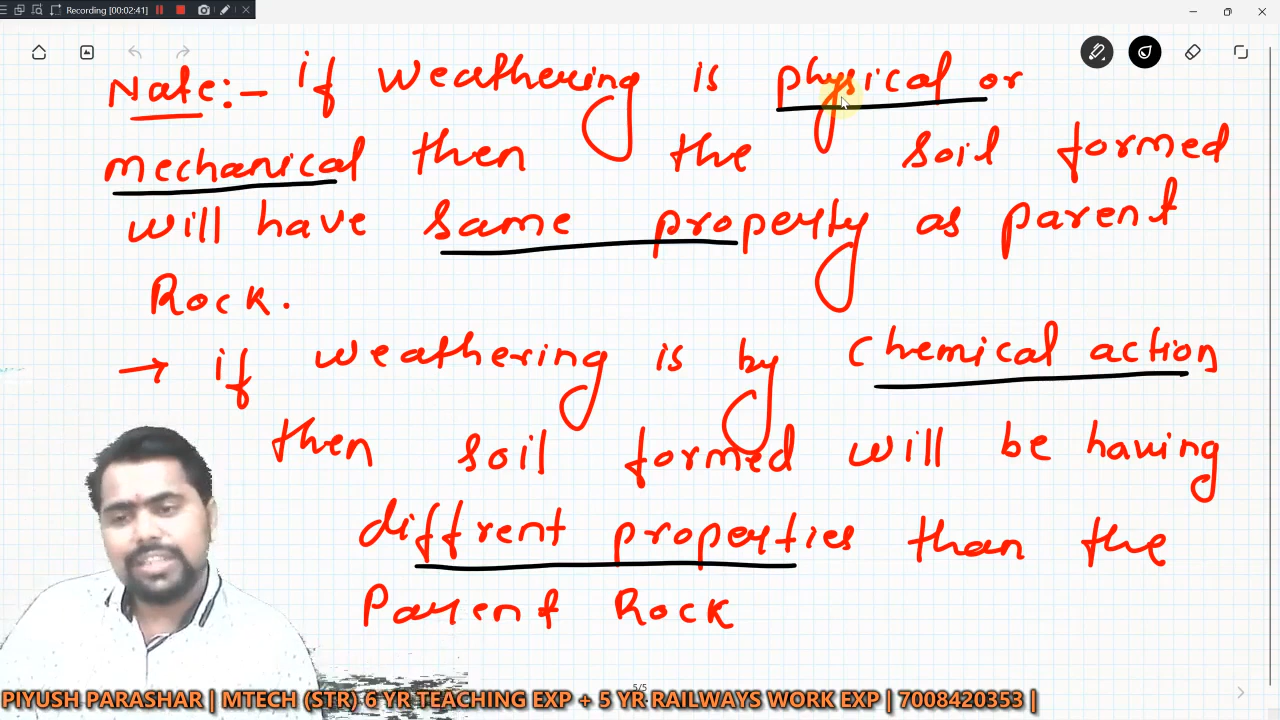 Recording [00:02:41]
Note:- if weathering is physical or
mechanical then the soil formed
will have same property as parent
Rock.
→ if weathering is by chemical action
then soil formed will be having
diffrent properties than the
Parent Rock
5/5
PIYUSH PARASHAR | MTECH (STR) 6 YR TEACHING EXP + 5 YR RAILWAYS WORK EXP | 7008420353 |